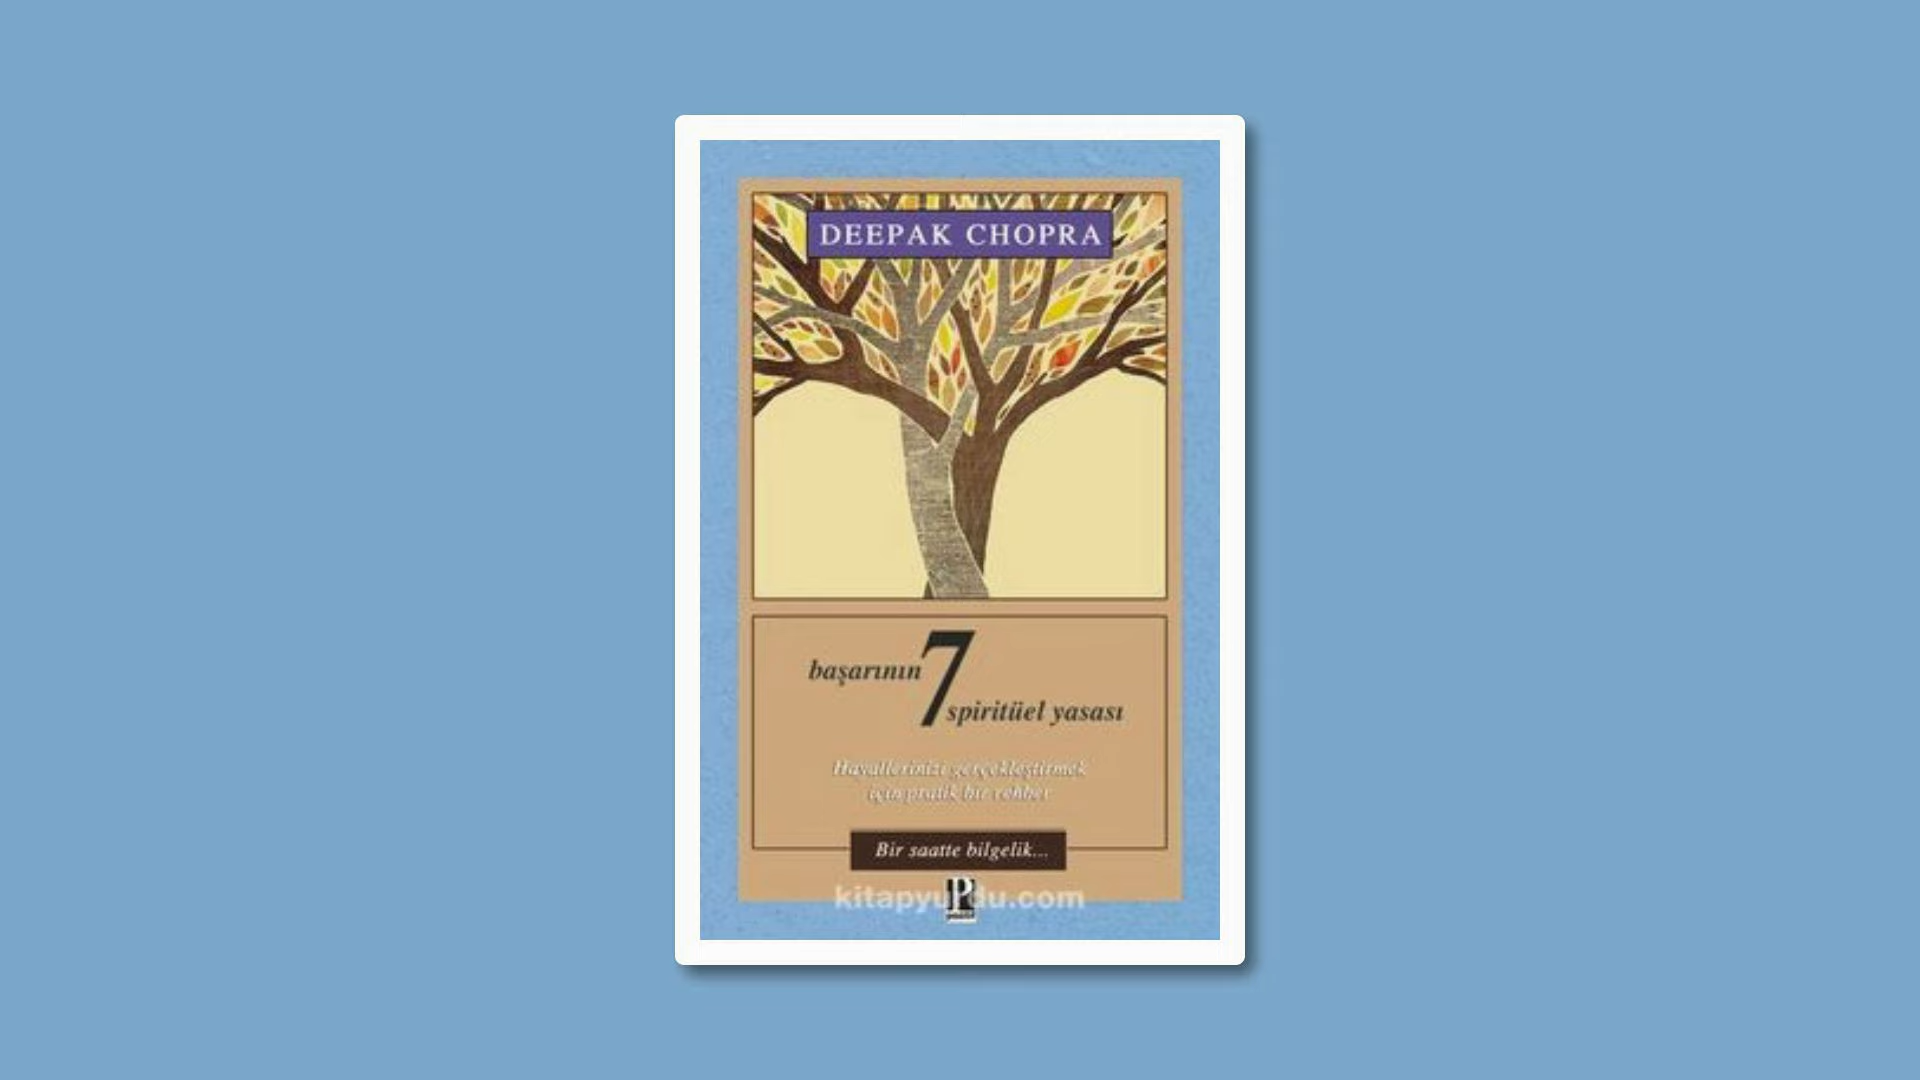 DEEPAK CHOPRA
başarının 7
spiritüel yasası
Hayallerinizi gerçekleştirmek
için pratik bir rehber
Bir saatte bilgelik...
kitapyurdu.com